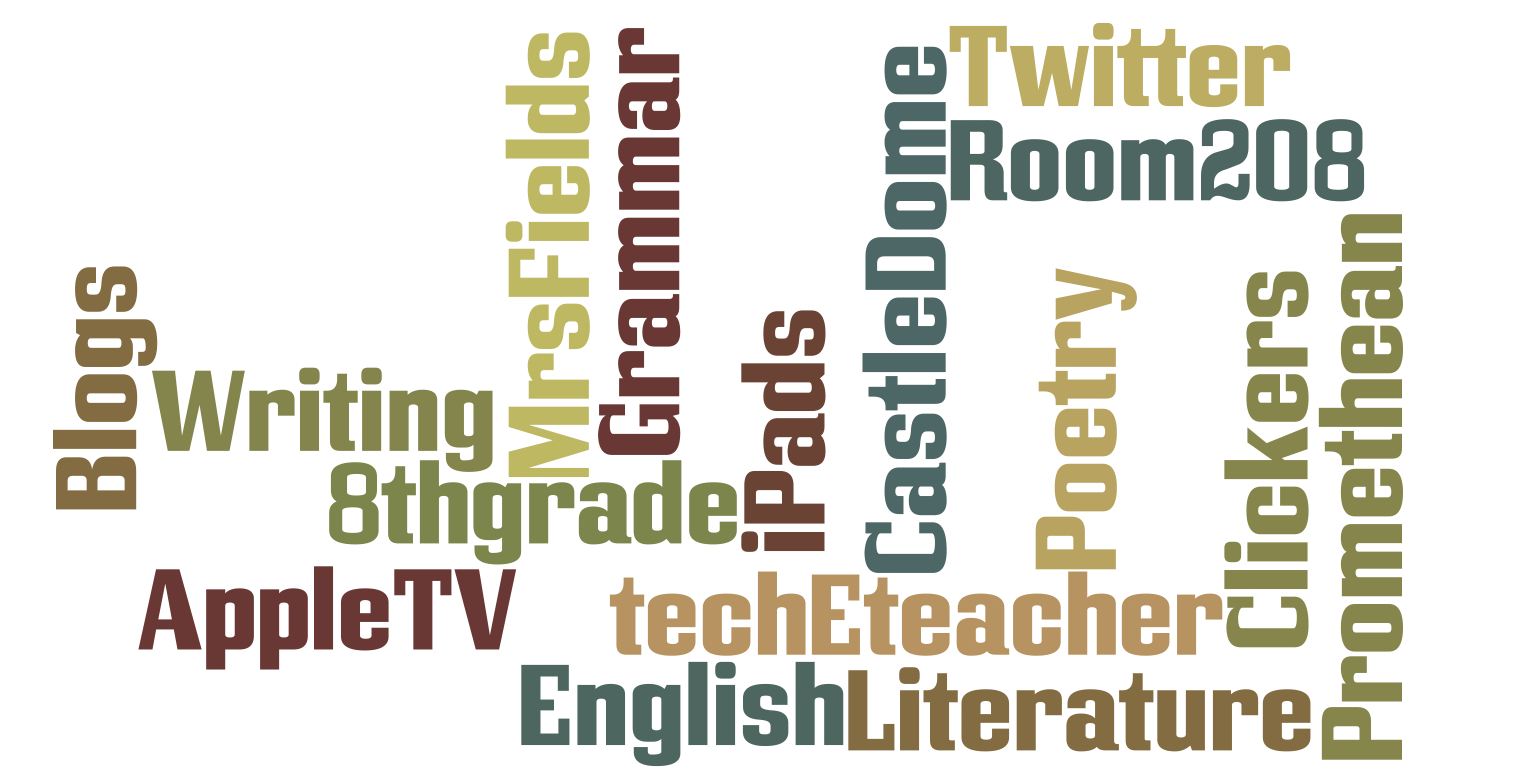 Twitter
Room208
MrsFields
Grammar
CastleDome
Blogs
Writing
iPads
Poetry
Clickers
Promethean
8thgrade
AppleTV
techEteacher
English
Literature